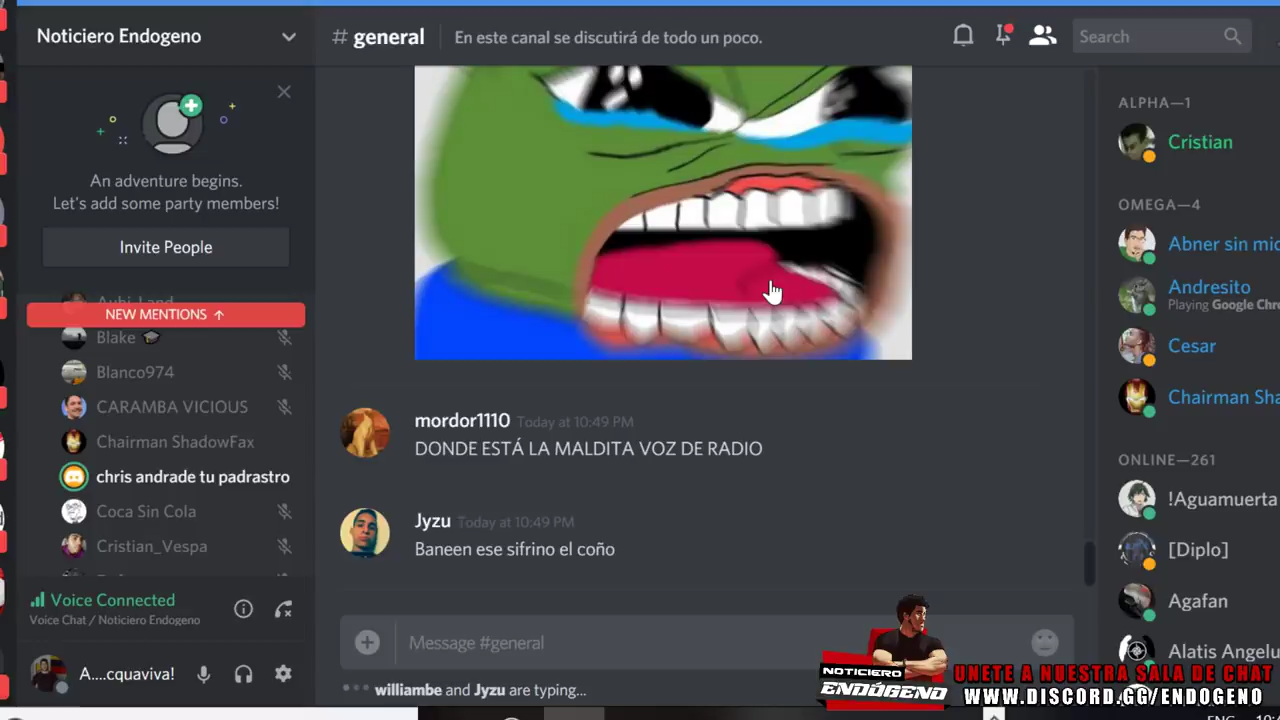 Noticiero Endogeno
# general
En este canal se discutirá de todo un poco.
Search
An adventure begins.
Let's add some party members!
Invite People
NEW MENTIONS ↑
Blake
Blanco974
CARAMBA VICIOUS
Chairman ShadowFax
chris andrade tu padrastro
Coca Sin Cola
Cristian_Vespa
Voice Connected
Voice Chat / Noticiero Endogeno
A....cquaviva!
mordor1110 Today at 10:49 PM
DONDE ESTÁ LA MALDITA VOZ DE RADIO
Jyzu Today at 10:49 PM
Baneen ese sifrino el coño
Message #general
williambe and Jyzu are typing...
ALPHA—1
Cristian
OMEGA—4
Abner sin mic
Andresito
Playing Google Chro
Cesar
Chairman Sha
ONLINE—261
!Aguamuerta
[Diplo]
Agafan
Alatis Angelu
NOTICIERO
ENDÓGENO
UNETE A NUESTRA SALA DE CHAT
WWW.DISCORD.GG/ENDOGENO